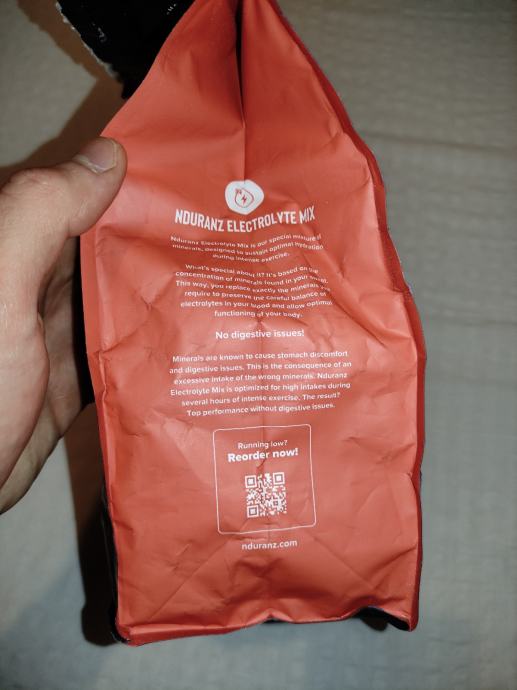 NDURANZ ELECTROLYTE MIX
Nduranz Electrolyte Mix is our special mixture of
minerals, designed to sustain optimal hydration
during intense exercise.
What's special about it? It's based on the
concentration of minerals found in your sweat.
This way, you replace exactly the minerals you
require to preserve the careful balance of
electrolytes in your blood and allow optimal
functioning of your body.
No digestive issues!
Minerals are known to cause stomach discomfort
and digestive issues. This is the consequence of an
excessive intake of the wrong minerals. Nduranz
Electrolyte Mix is optimized for high intakes during
several hours of intense exercise. The result?
Top performance without digestive issues.
Running low?
Reorder now!
nduranz.com